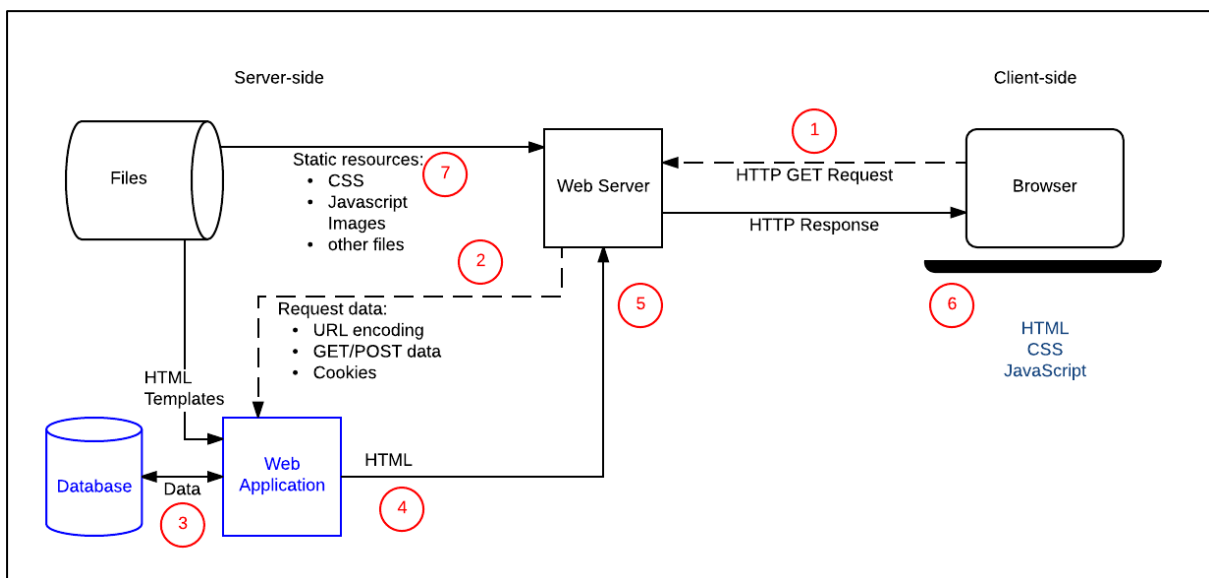 Server-side
Client-side
1
Files
Static resources:
• CSS
• Javascript
Images
• other files
7
Web Server
HTTP GET Request
HTTP Response
Browser
2
Request data:
• URL encoding
• GET/POST data
• Cookies
5
6
HTML
CSS
JavaScript
HTML
Templates
Database
Data
3
Web
Application
HTML
4